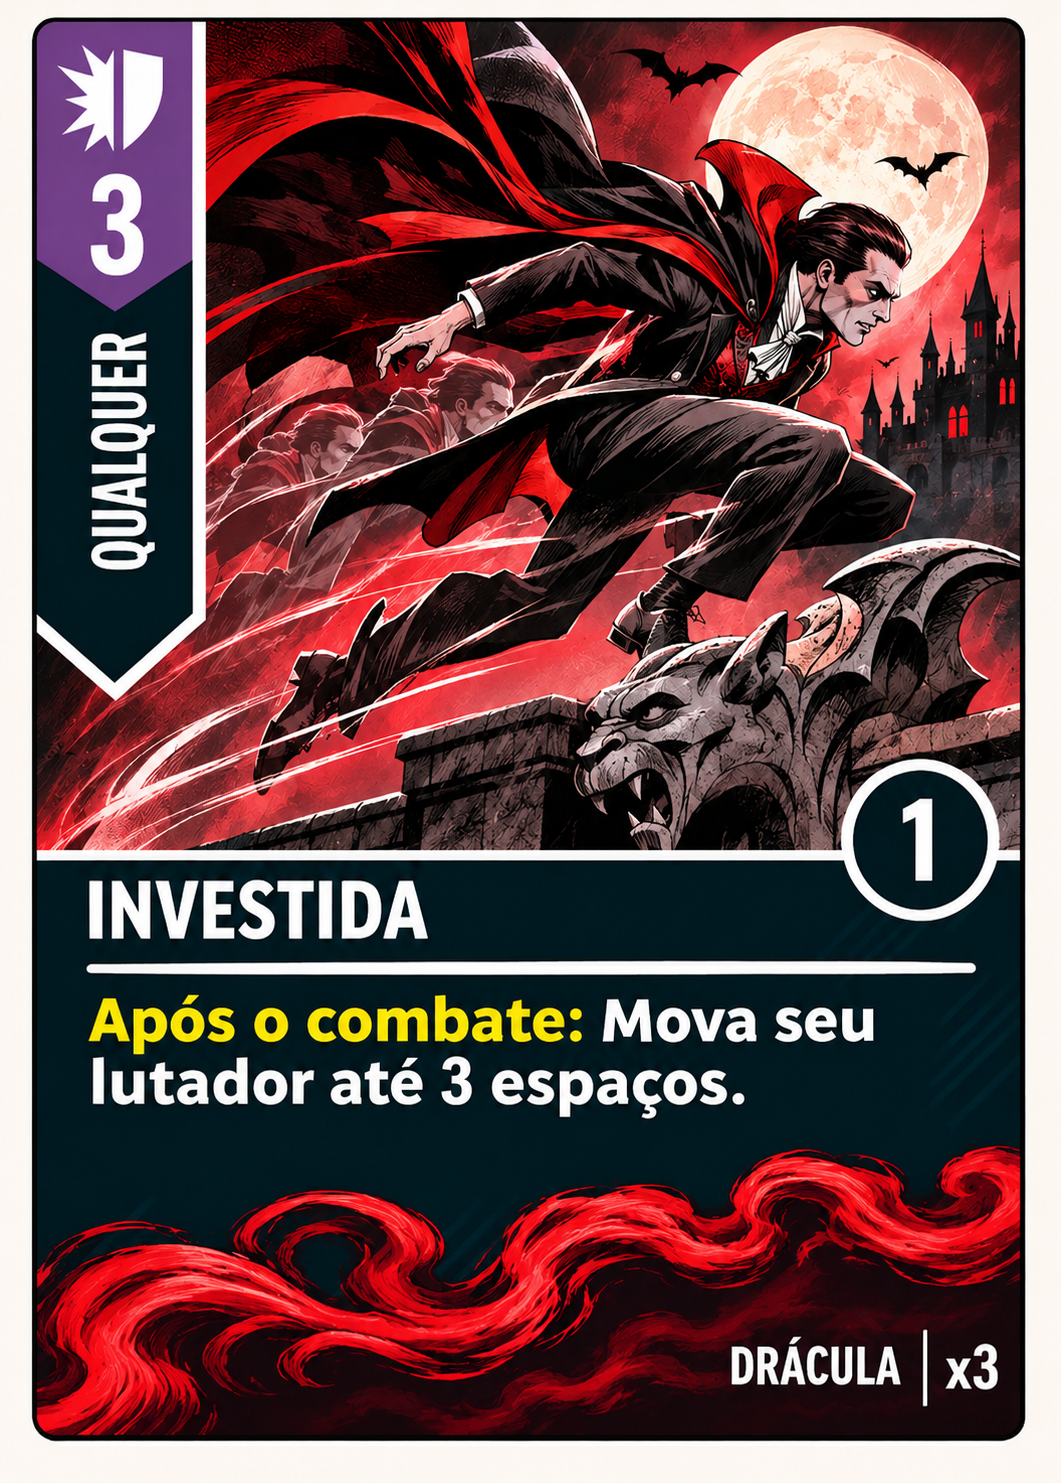 3
QUALQUER
1
INVESTIDA
Após o combate: Mova seu
lutador até 3 espaços.
DRÁCULA | x3